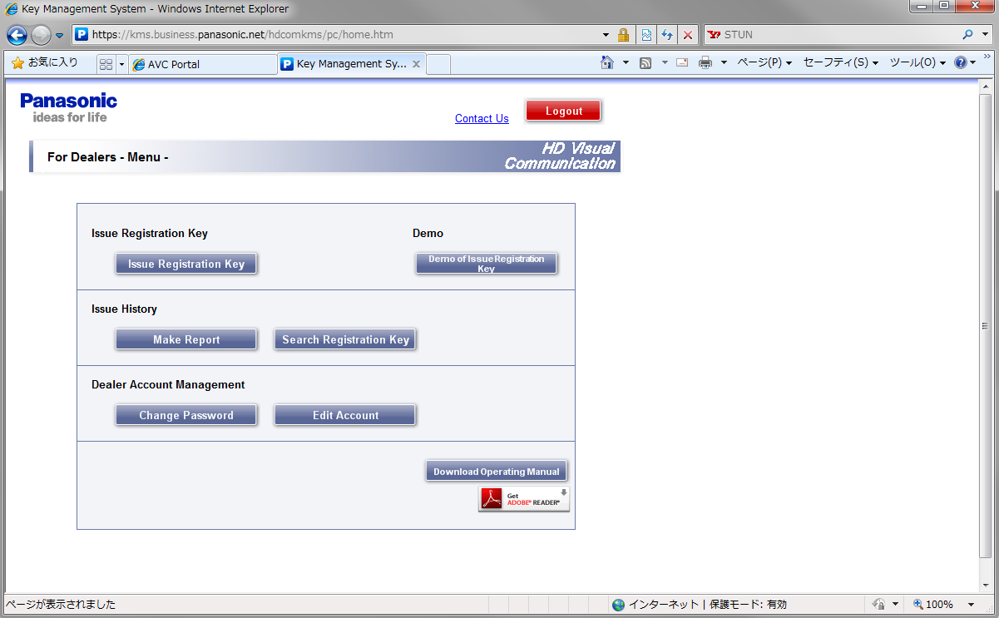 Key Management System - Windows Internet Explorer
https://kms.business.panasonic.net/hdcomkms/pc/home.htm
STUN
お気に入り
AVC Portal
Key Management Sy...
ページ(P)
セーフティ(S)
ツール(O)
Panasonic
ideas for life
Contact Us
Logout
For Dealers - Menu -
HD Visual
Communication
Issue Registration Key
Demo
Issue Registration Key
Demo of Issue Registration
Key
Issue History
Make Report
Search Registration Key
Dealer Account Management
Change Password
Edit Account
Download Operating Manual
Get
ADOBE® READER®
ページが表示されました
インターネット | 保護モード: 有効
100%